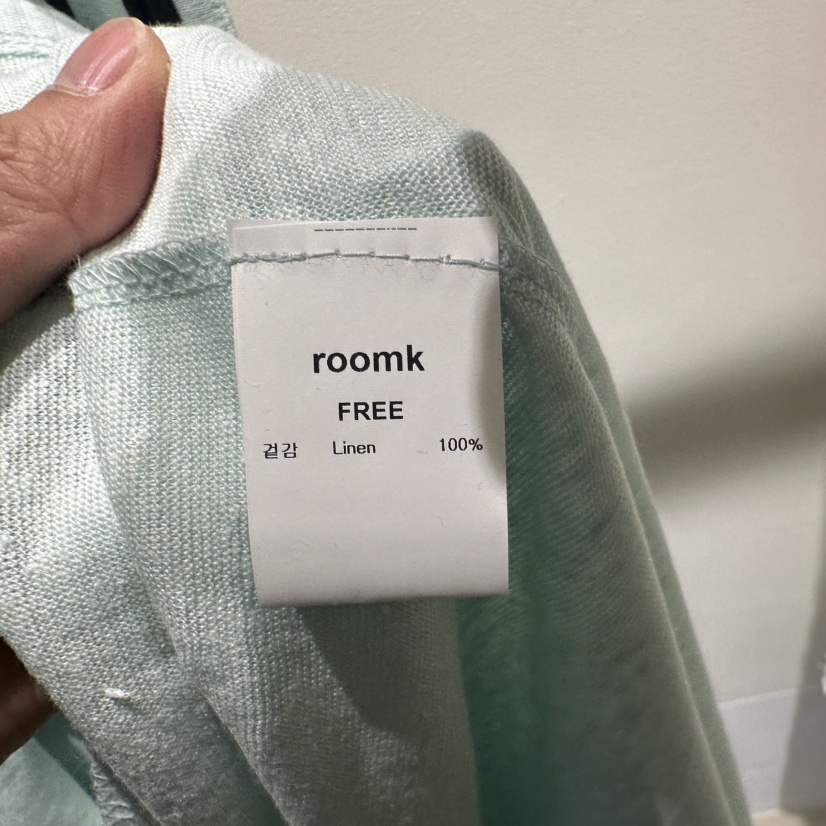 roomk
FREE
겉감 Linen 100%